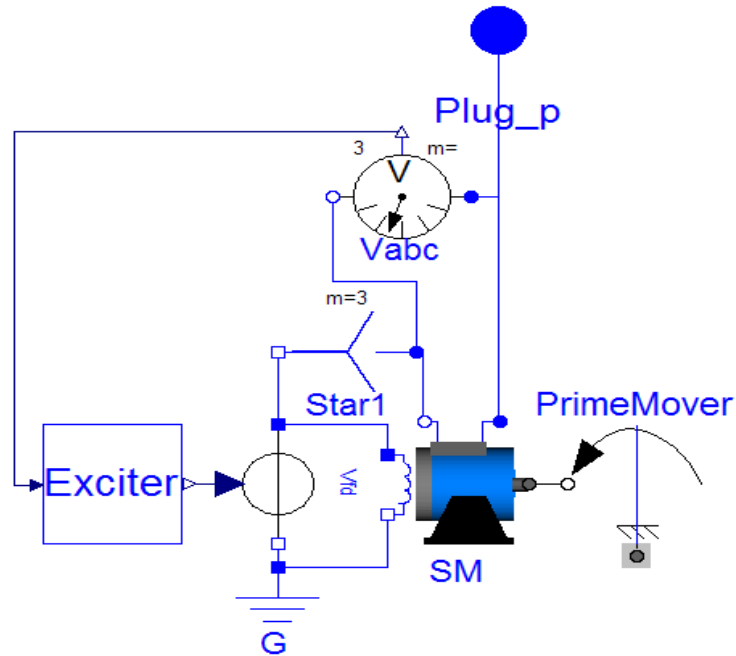 Plug_p
3 m=
V
Vabc
m=3
Star1
PrimeMover
Exciter
Vfd
SM
G